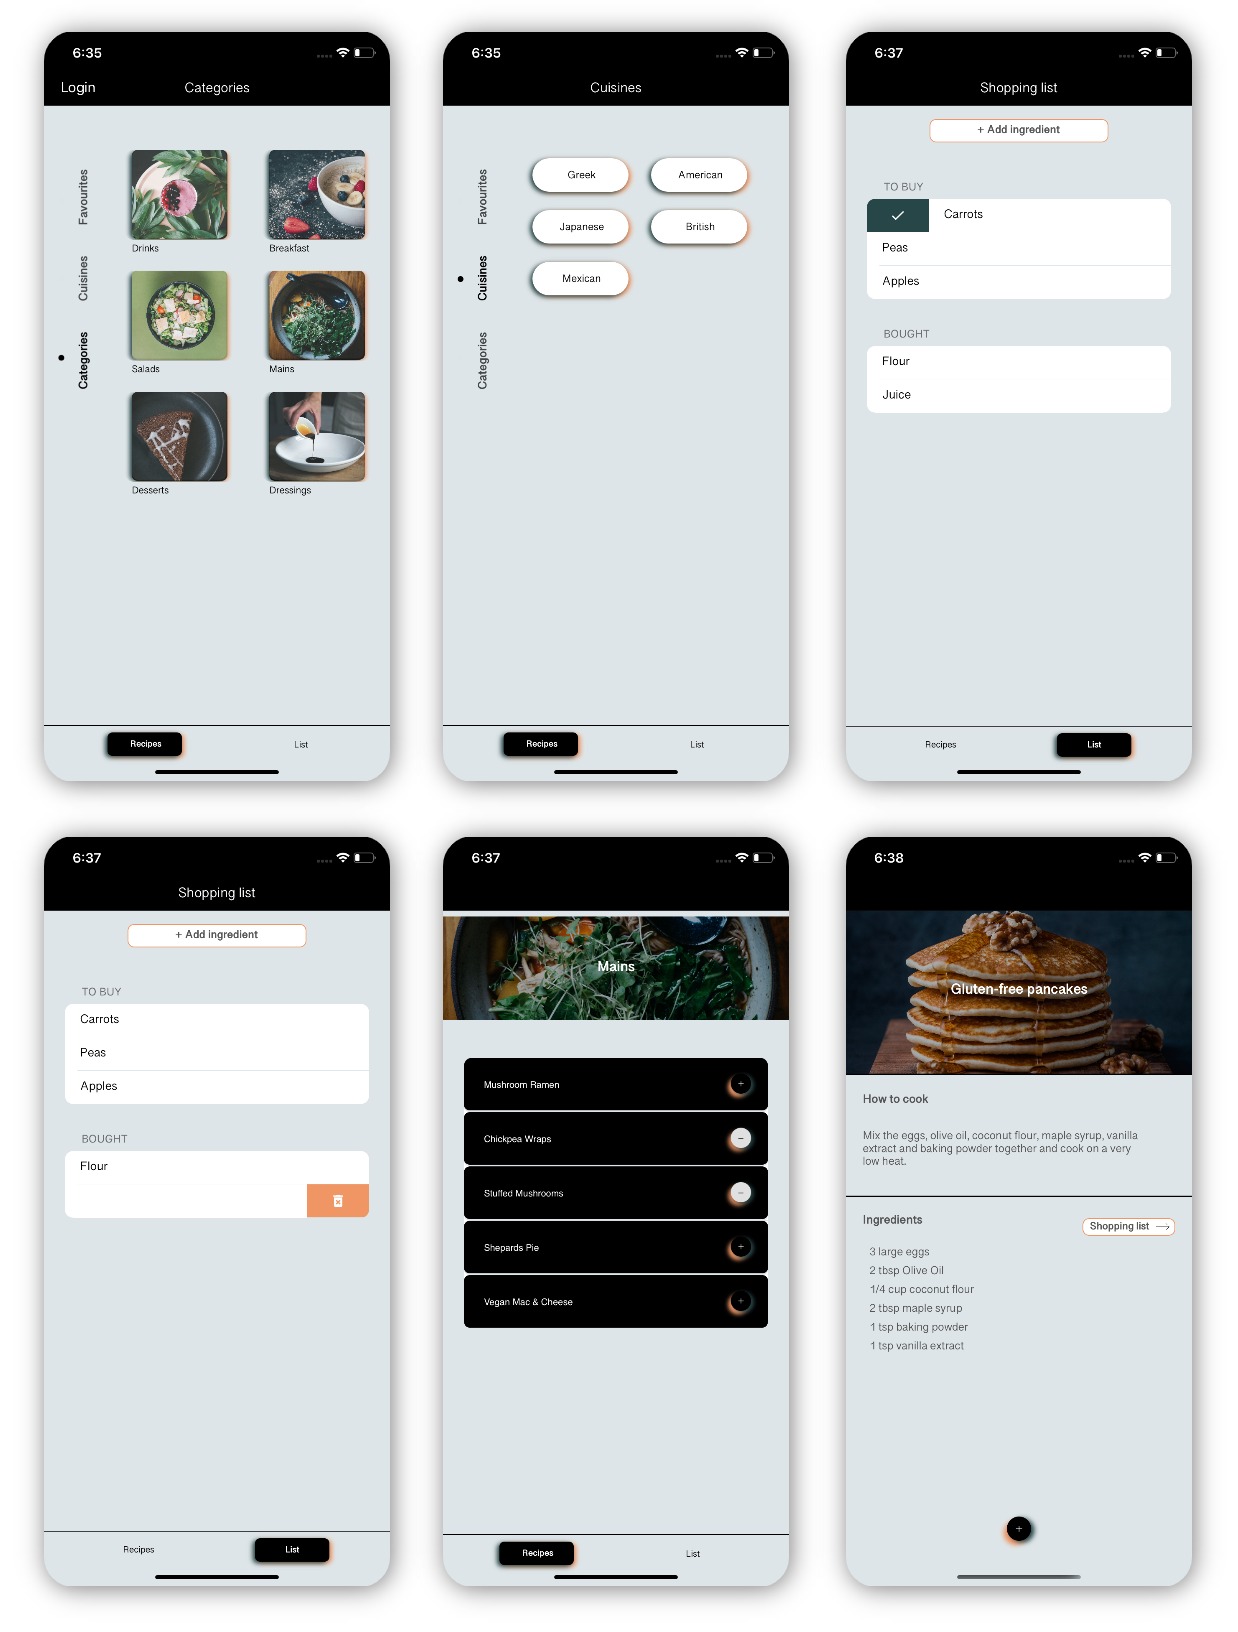 6:35
Login
Categories
Favourites
Cuisines
Categories
Drinks
Breakfast
Salads
Mains
Desserts
Dressings
Recipes
List
6:35
Cuisines
Favourites
Cuisines
Categories
Greek
American
Japanese
British
Mexican
Recipes
List
6:37
Shopping list
+ Add ingredient
TO BUY
Carrots
Peas
Apples
BOUGHT
Flour
Juice
Recipes
List
6:37
Shopping list
+ Add ingredient
TO BUY
Carrots
Peas
Apples
BOUGHT
Flour
Recipes
List
6:37
Mains
Mushroom Ramen
+
Chickpea Wraps
−
Stuffed Mushrooms
−
Shepards Pie
+
Vegan Mac & Cheese
+
Recipes
List
6:38
Gluten-free pancakes
How to cook
Mix the eggs, olive oil, coconut flour, maple syrup, vanilla
extract and baking powder together and cook on a very
low heat.
Ingredients
Shopping list →
3 large eggs
2 tbsp Olive Oil
1/4 cup coconut flour
2 tbsp maple syrup
1 tsp baking powder
1 tsp vanilla extract
+